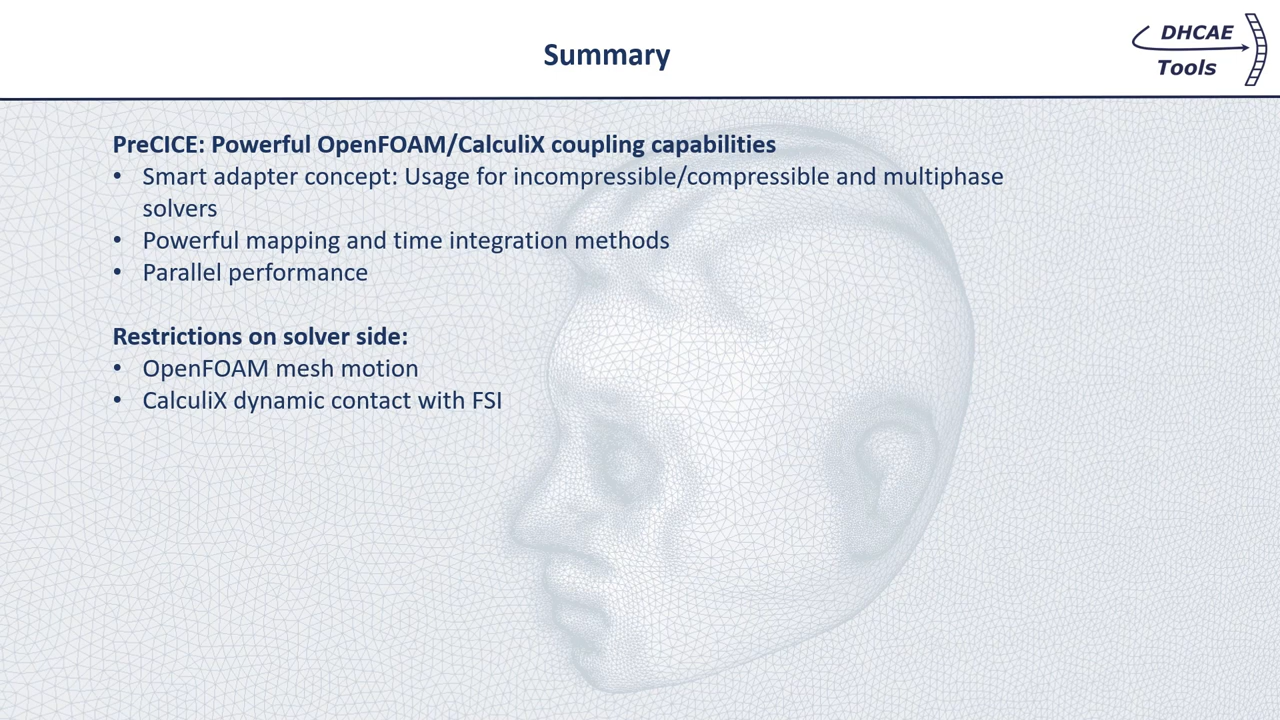 Summary
DHCAE
Tools
PreCICE: Powerful OpenFOAM/CalculiX coupling capabilities
• Smart adapter concept: Usage for incompressible/compressible and multiphase
solvers
• Powerful mapping and time integration methods
• Parallel performance
Restrictions on solver side:
• OpenFOAM mesh motion
• CalculiX dynamic contact with FSI